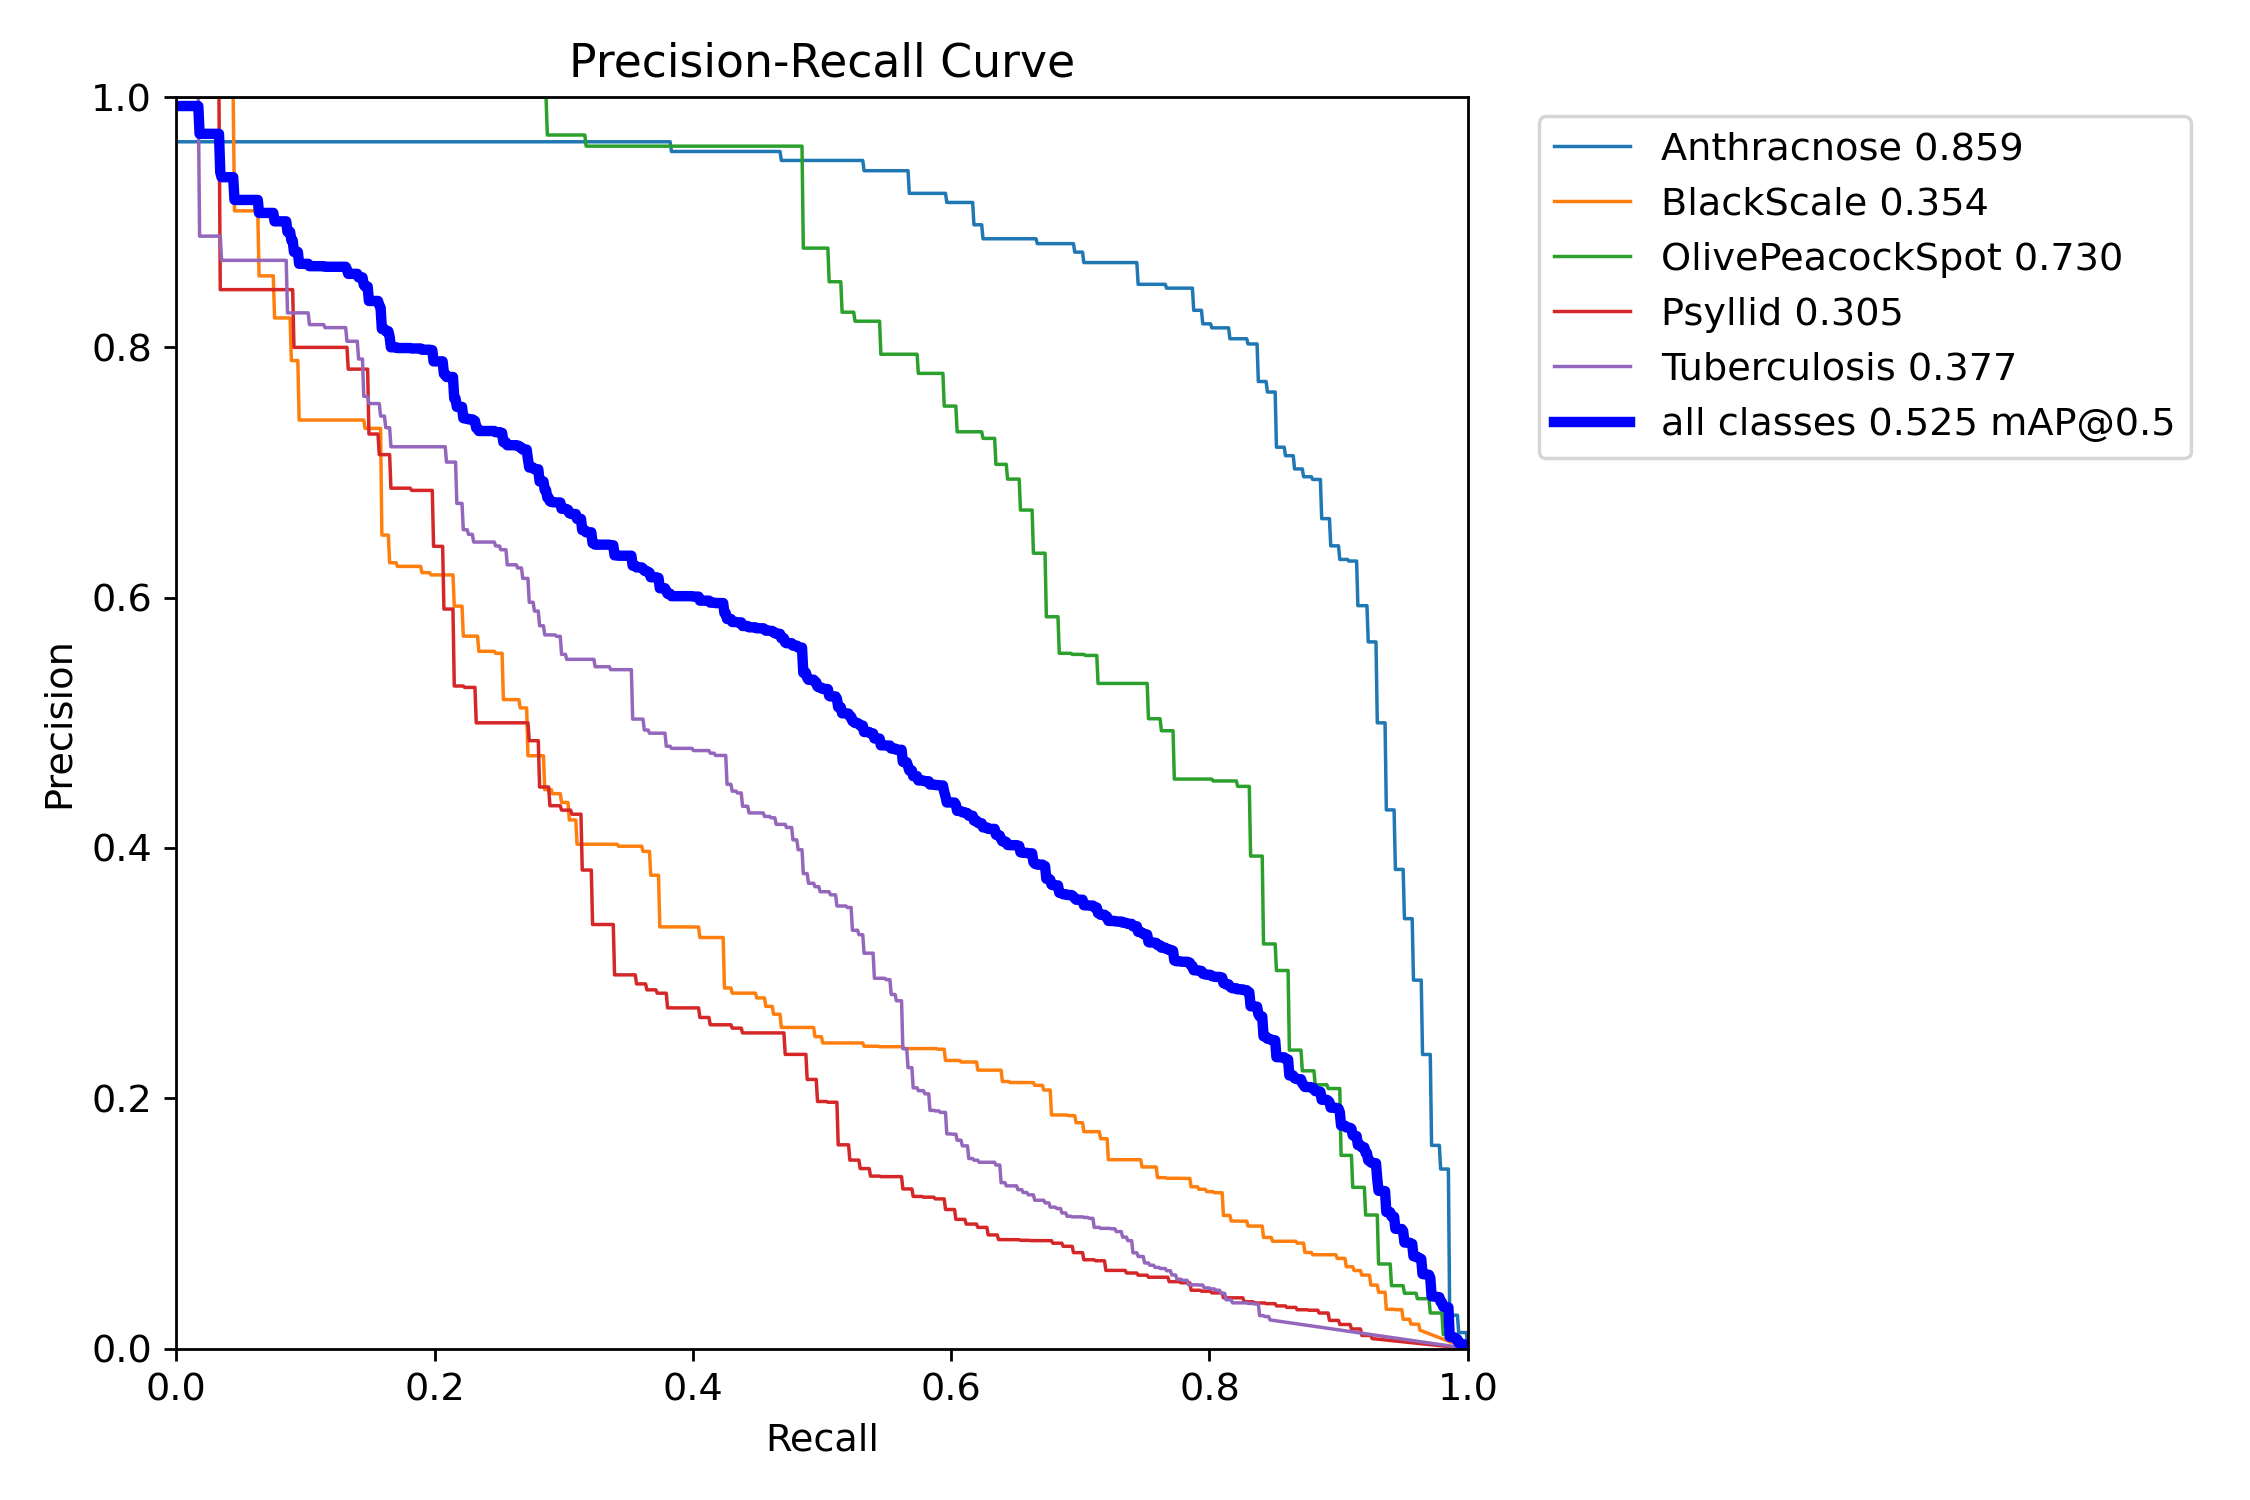 Precision-Recall Curve
1.0
0.8
0.6
0.4
0.2
0.0
Precision
0.0 0.2 0.4 0.6 0.8 1.0
Recall
Anthracnose 0.859
BlackScale 0.354
OlivePeacockSpot 0.730
Psyllid 0.305
Tuberculosis 0.377
all classes 0.525 mAP@0.5